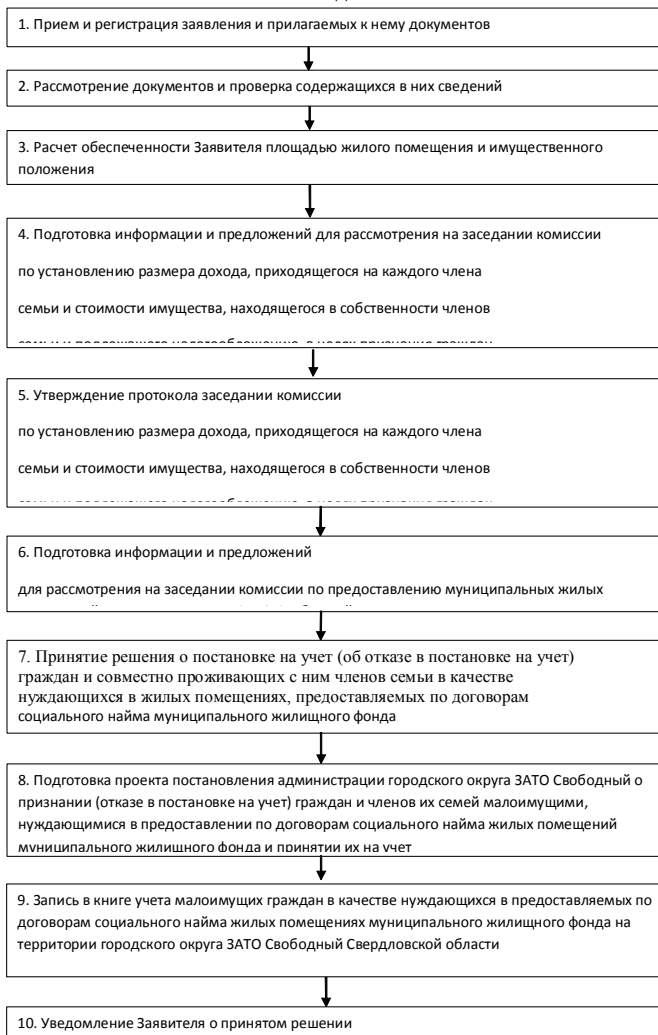 1. Прием и регистрация заявления и прилагаемых к нему документов
2. Рассмотрение документов и проверка содержащихся в них сведений
3. Расчет обеспеченности Заявителя площадью жилого помещения и имущественного
положения
4. Подготовка информации и предложений для рассмотрения на заседании комиссии
по установлению размера дохода, приходящегося на каждого члена
семьи и стоимости имущества, находящегося в собственности членов
семьи и подлежащего налогообложению, в целях признания граждан
5. Утверждение протокола заседании комиссии
по установлению размера дохода, приходящегося на каждого члена
семьи и стоимости имущества, находящегося в собственности членов
6. Подготовка информации и предложений
для рассмотрения на заседании комиссии по предоставлению муниципальных жилых
7. Принятие решения о постановке на учет (об отказе в постановке на учет)
граждан и совместно проживающих с ним членов семьи в качестве
нуждающихся в жилых помещениях, предоставляемых по договорам
социального найма муниципального жилищного фонда
8. Подготовка проекта постановления администрации городского округа ЗАТО Свободный о
признании (отказе в постановке на учет) граждан и членов их семей малоимущими,
нуждающимися в предоставлении по договорам социального найма жилых помещений
муниципального жилищного фонда и принятии их на учет
9. Запись в книге учета малоимущих граждан в качестве нуждающихся в предоставляемых по
договорам социального найма жилых помещениях муниципального жилищного фонда на
территории городского округа ЗАТО Свободный Свердловской области
10. Уведомление Заявителя о принятом решении